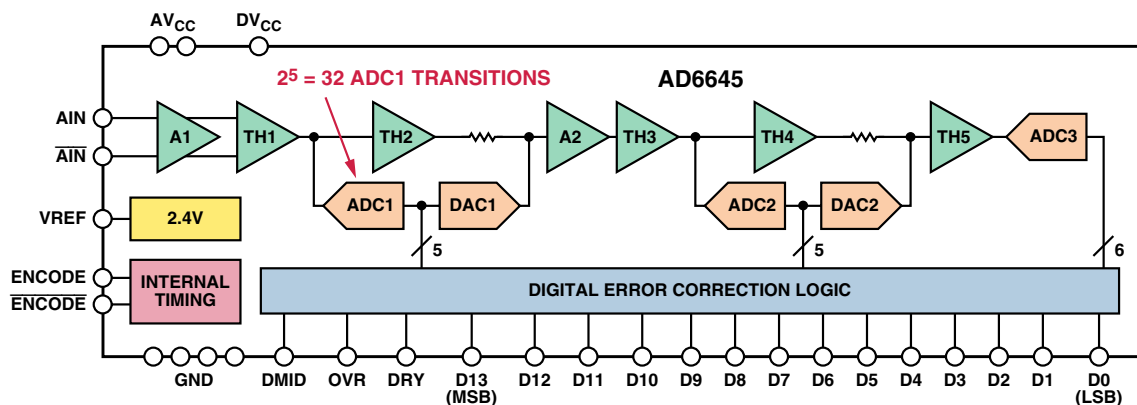 AVCC DVCC
2⁵ = 32 ADC1 TRANSITIONS
AD6645
AIN
A1 TH1 TH2 A2 TH3 TH4 TH5 ADC3
A̅I̅N̅
ADC1 DAC1 ADC2 DAC2
VREF 2.4V
5 5 6
ENCODE
E̅N̅C̅O̅D̅E̅
INTERNAL
TIMING
DIGITAL ERROR CORRECTION LOGIC
GND DMID OVR DRY D13 D12 D11 D10 D9 D8 D7 D6 D5 D4 D3 D2 D1 D0
(MSB) (LSB)